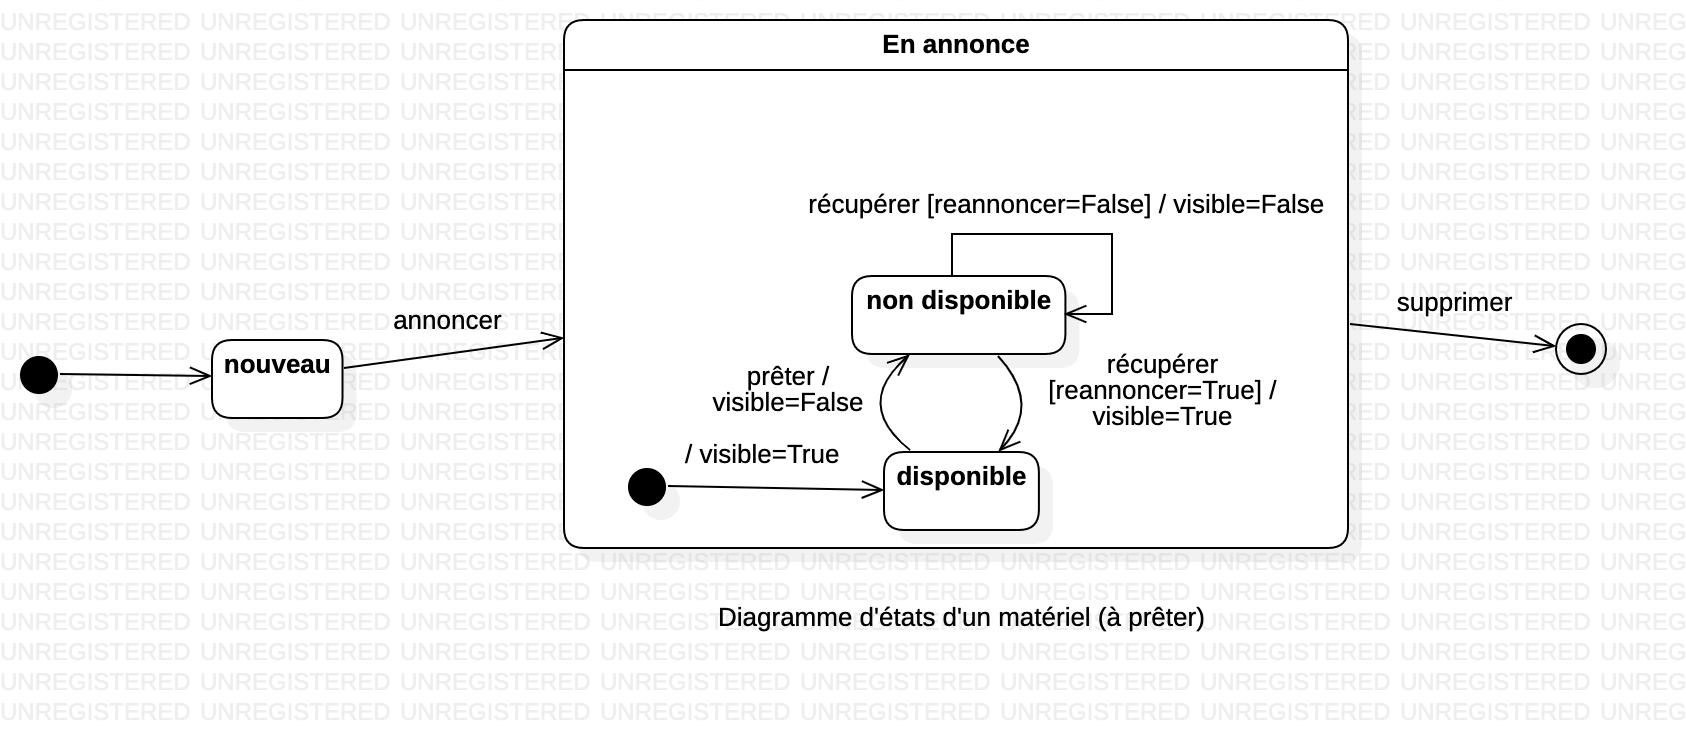 En annonce
récupérer [reannoncer=False] / visible=False
non disponible
supprimer
annoncer
nouveau
prêter /
visible=False
récupérer
[reannoncer=True] /
visible=True
/ visible=True
disponible
Diagramme d'états d'un matériel (à prêter)
UNREGISTERED